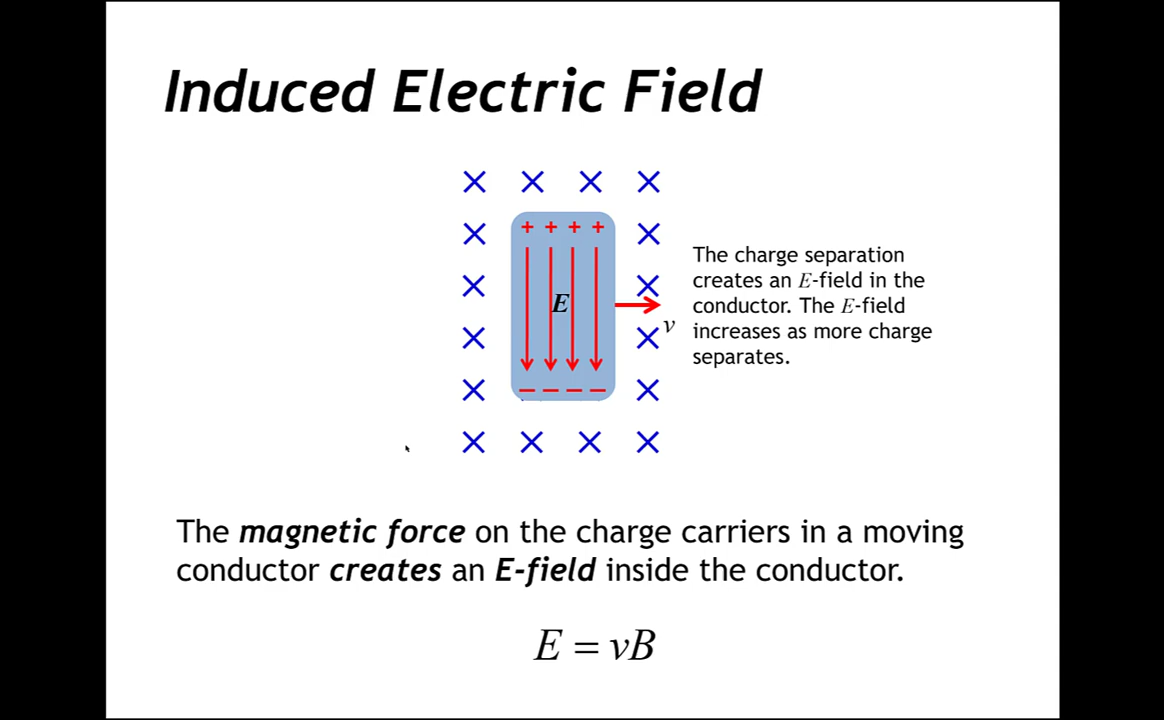 Induced Electric Field
+ + + +
E
v
– – – –
The charge separation
creates an E-field in the
conductor. The E-field
increases as more charge
separates.
The magnetic force on the charge carriers in a moving
conductor creates an E-field inside the conductor.
E = vB